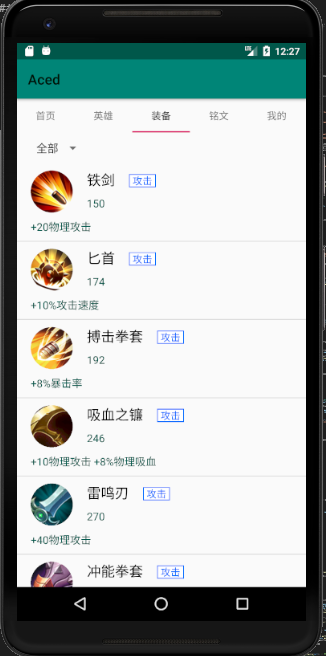 12:27
Aced
首页 英雄 装备 铭文 我的
全部
铁剑 攻击
150
+20物理攻击
匕首 攻击
174
+10%攻击速度
搏击拳套 攻击
192
+8%暴击率
吸血之镰 攻击
246
+10物理攻击 +8%物理吸血
雷鸣刃 攻击
270
+40物理攻击
冲能拳套 攻击